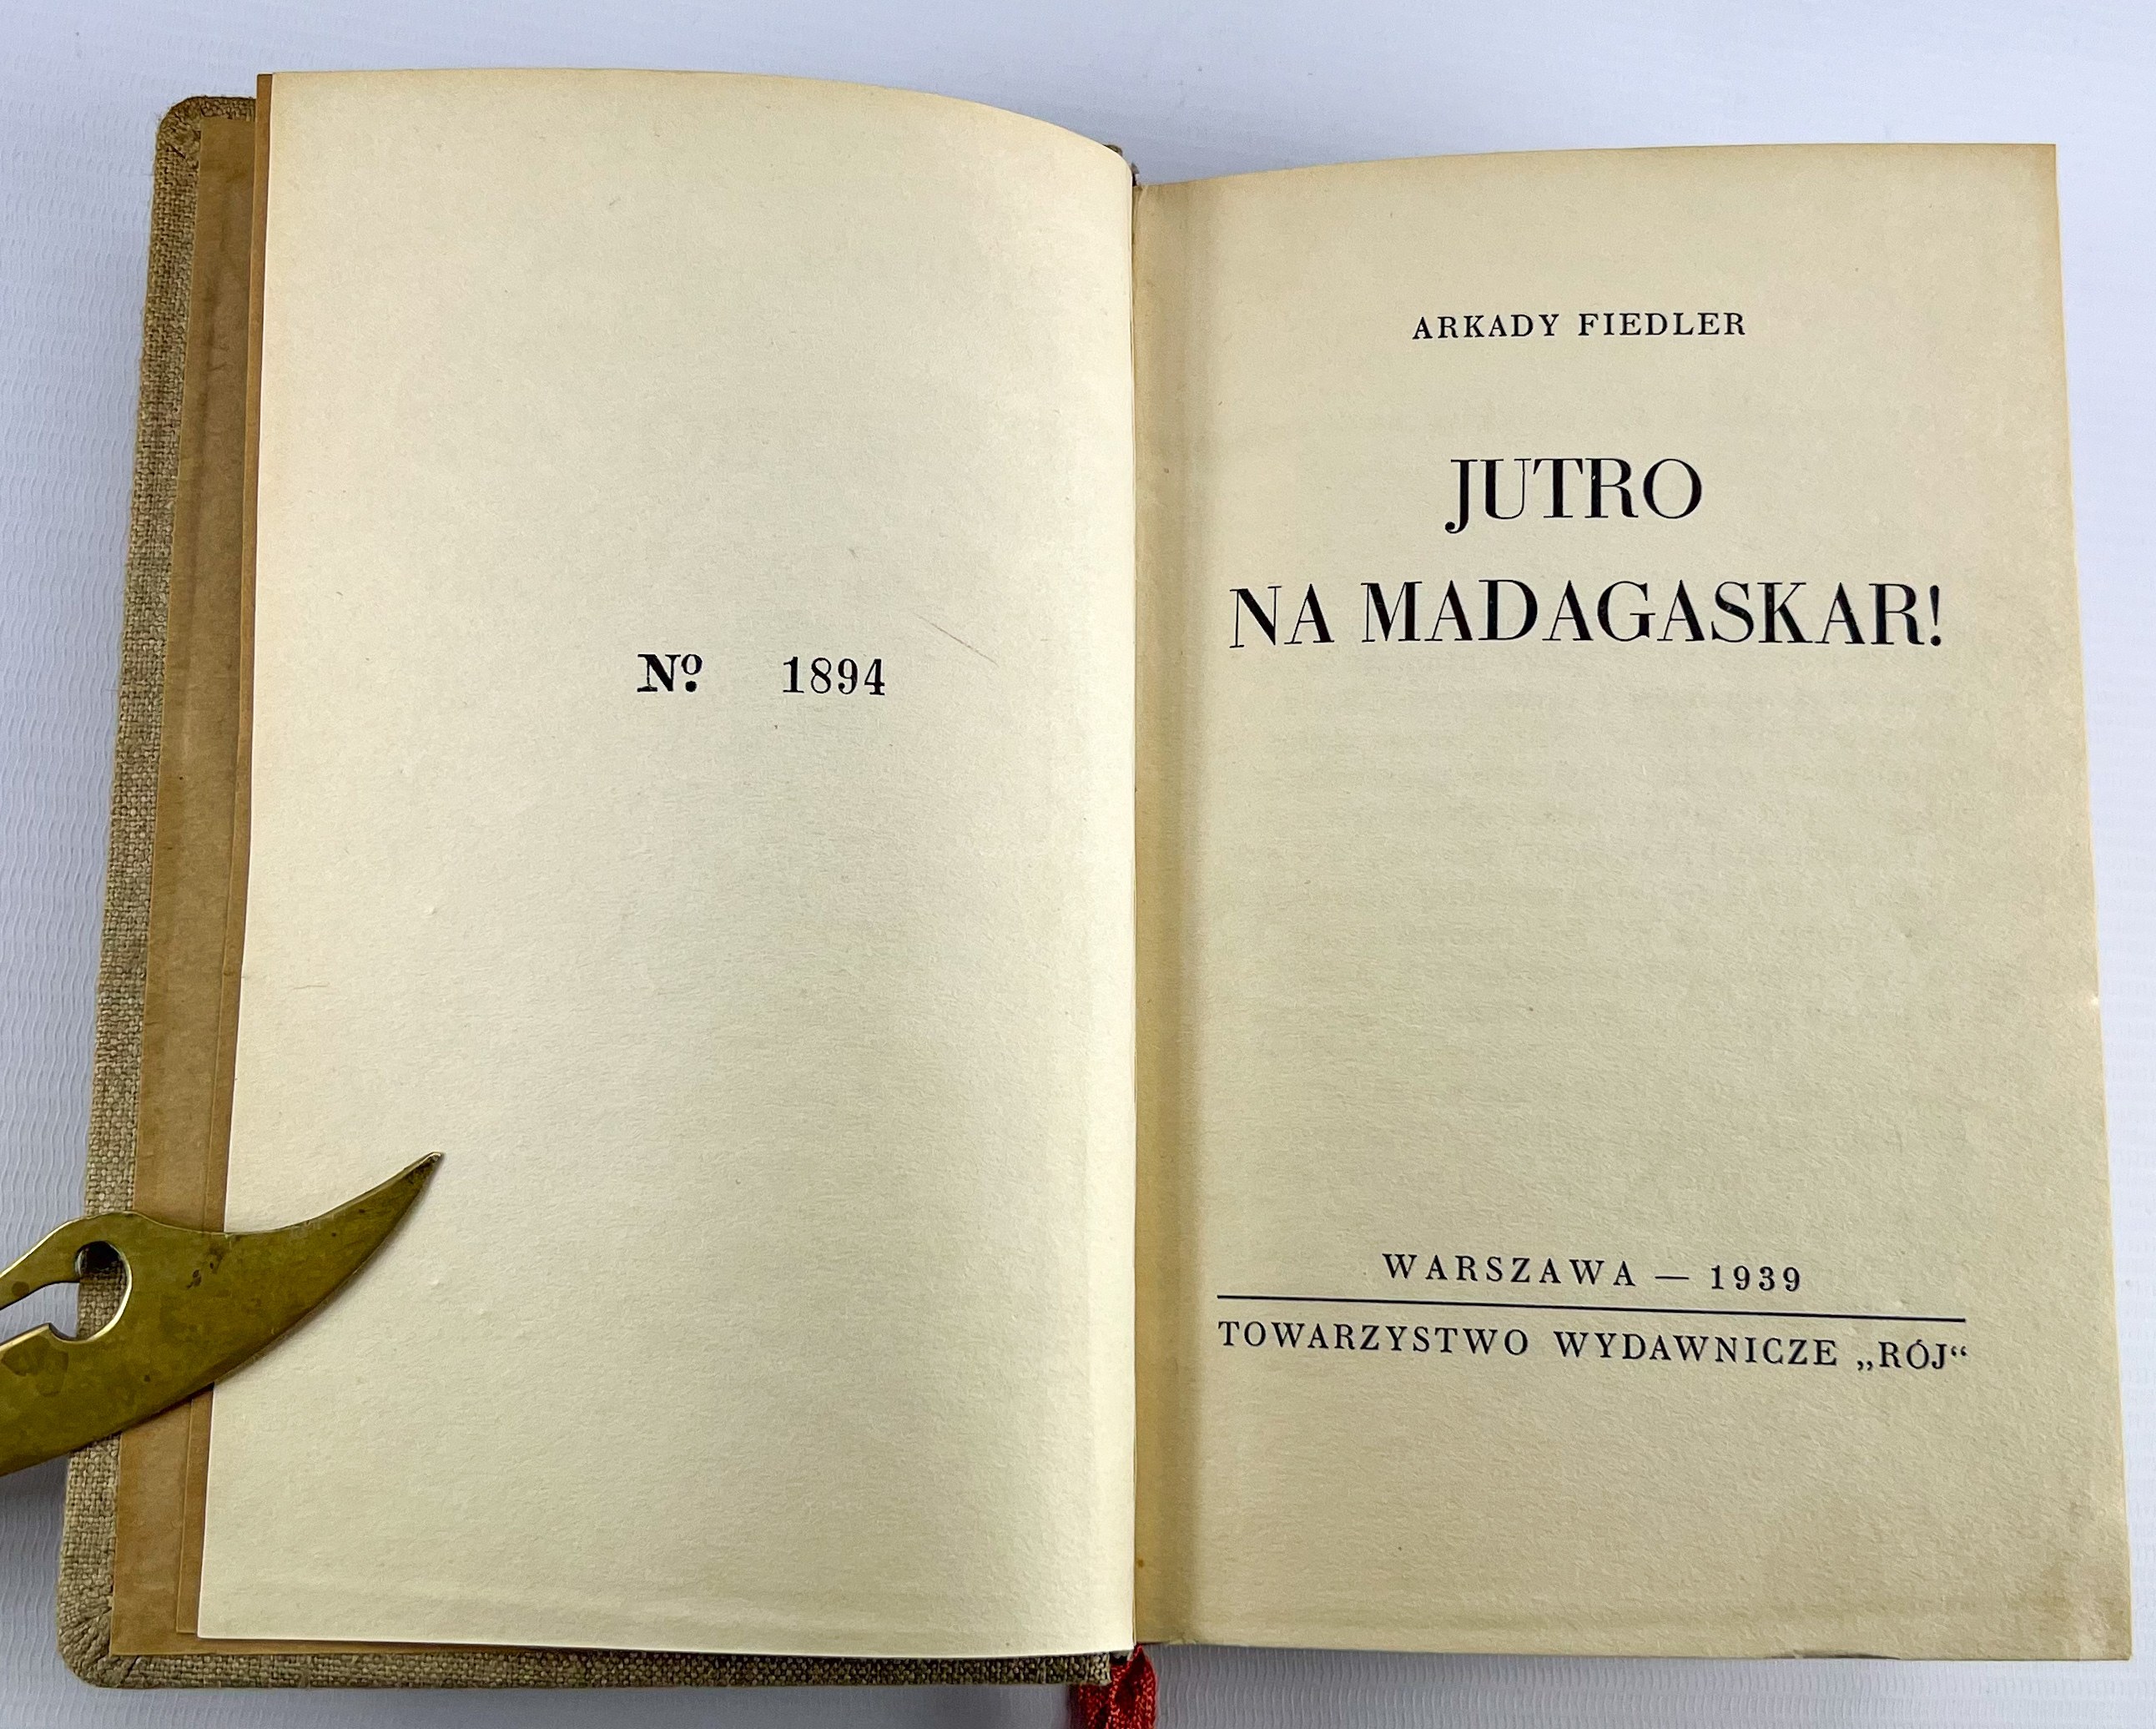 Nº 1894
ARKADY FIEDLER
JUTRO
NA MADAGASKAR!
WARSZAWA — 1939
TOWARZYSTWO WYDAWNICZE „RÓJ“